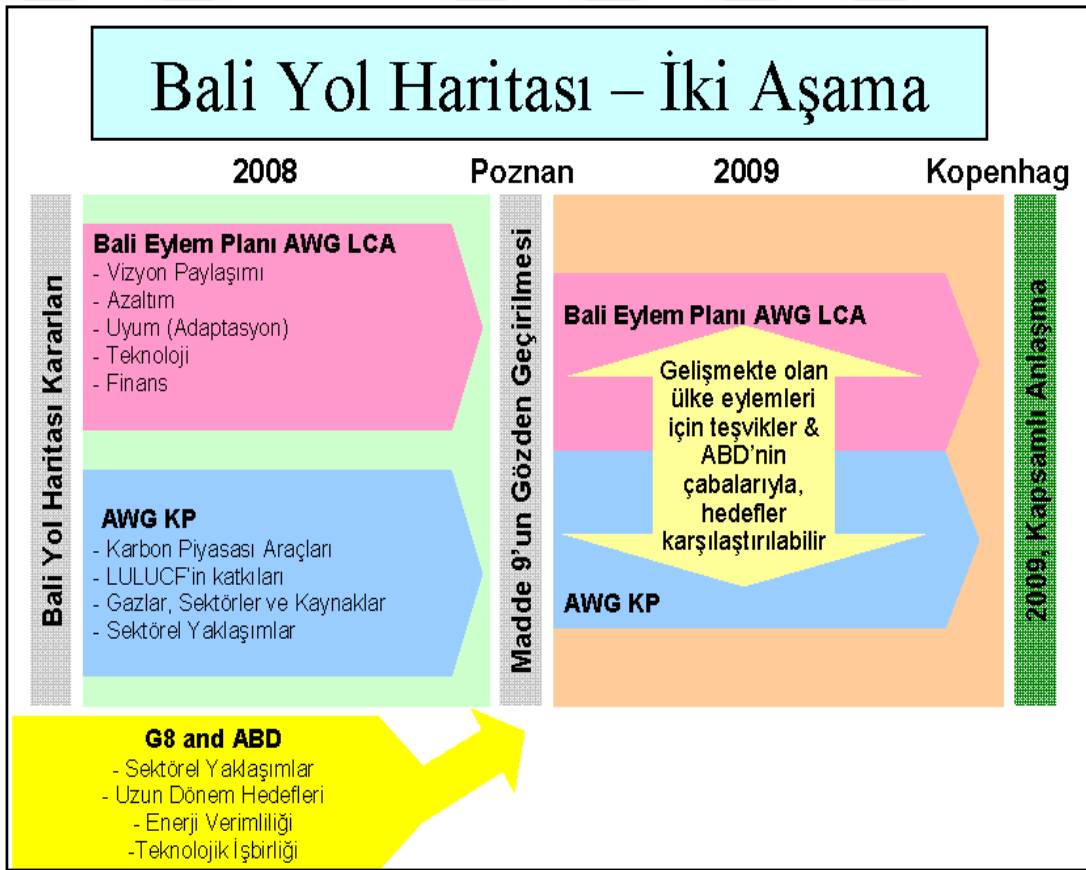 Bali Yol Haritası – İki Aşama
2008
Poznan
2009
Kopenhag
Bali Yol Haritası Kararları
Bali Eylem Planı AWG LCA
- Vizyon Paylaşımı
- Azaltım
- Uyum (Adaptasyon)
- Teknoloji
- Finans
AWG KP
- Karbon Piyasası Araçları
- LULUCF'in katkıları
- Gazlar, Sektörler ve Kaynaklar
- Sektörel Yaklaşımlar
G8 and ABD
- Sektörel Yaklaşımlar
- Uzun Dönem Hedefleri
- Enerji Verimliliği
-Teknolojik İşbirliği
Madde 9'un Gözden Geçirilmesi
Bali Eylem Planı AWG LCA
Gelişmekte olan
ülke eylemleri
için teşvikler &
ABD'nin
çabalarıyla,
hedefler
karşılaştırılabilir
AWG KP
2009, Kapsamlı Anlaşma